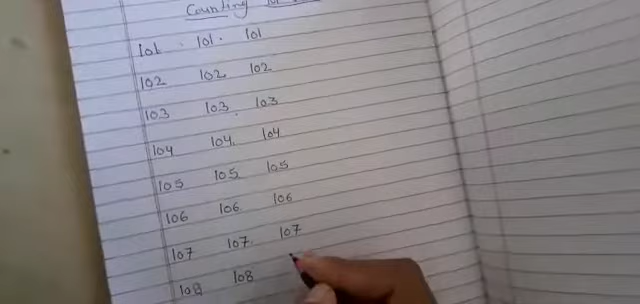 Counting
101 . 101 . 101
102 102 102
103 103 . 103
104 104. 104
105 105 105
106 106 106
107 107 107
108 108